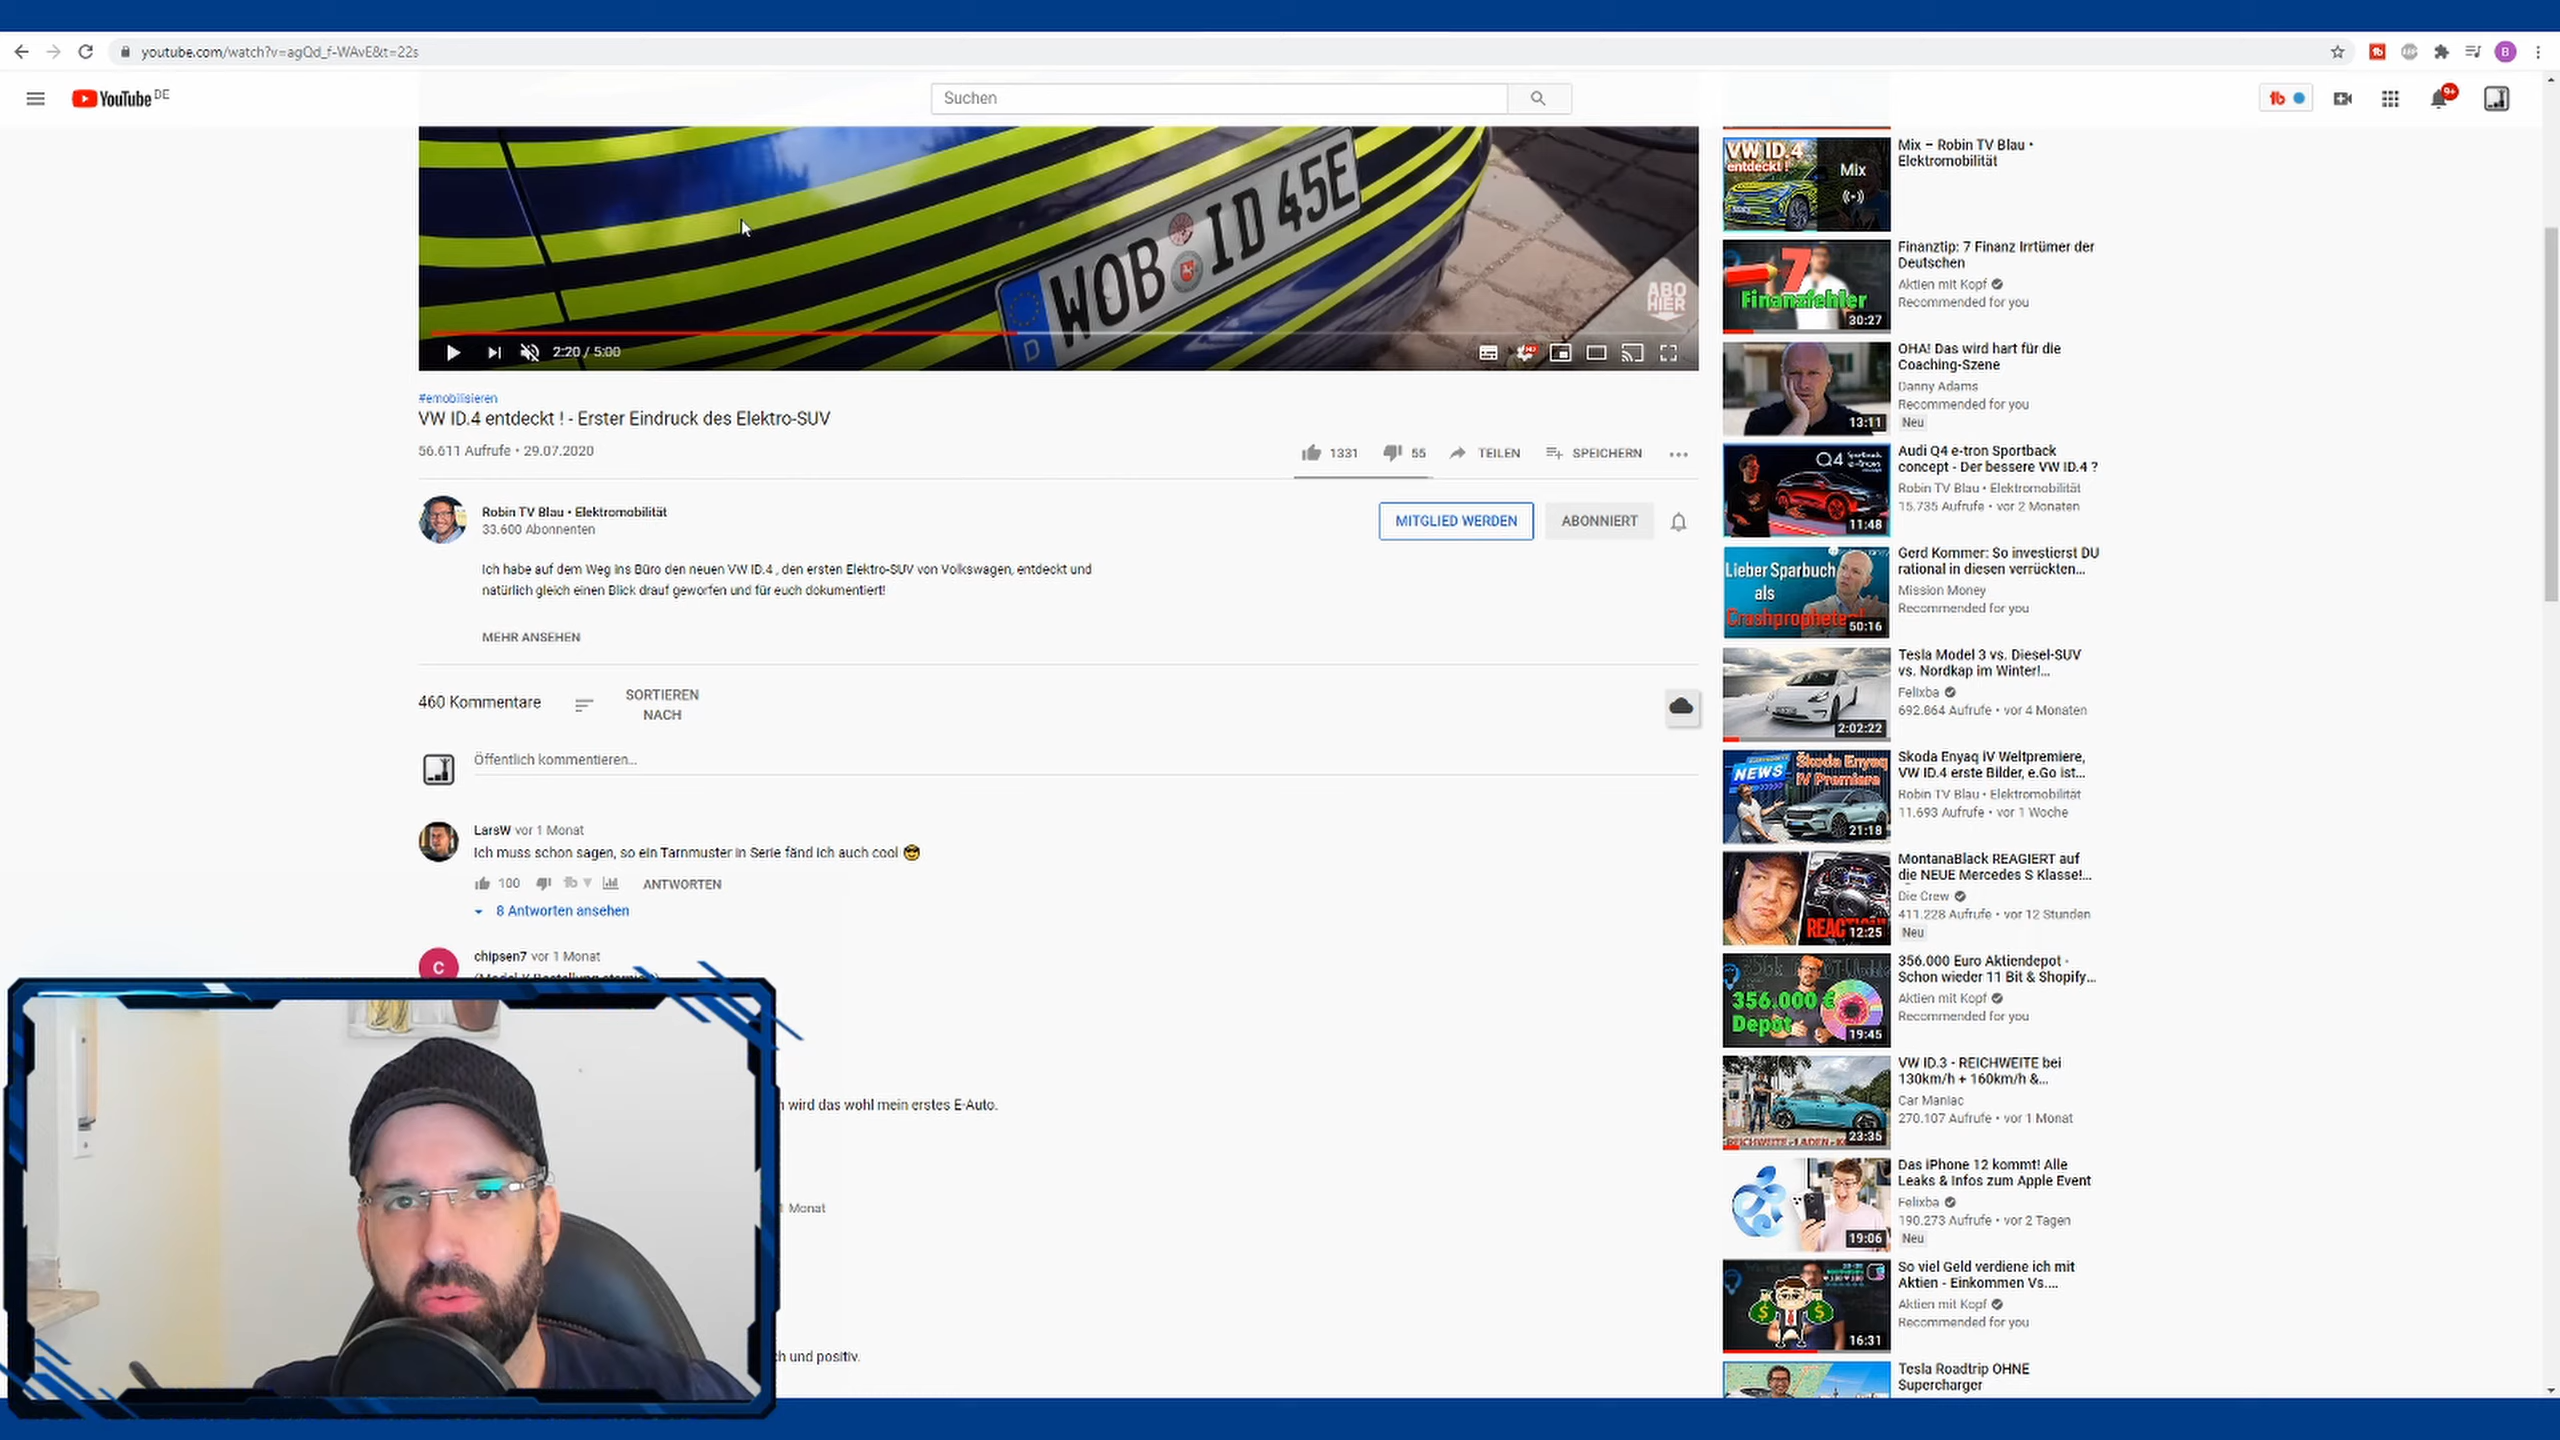 youtube.com/watch?v=agQd_f-WAvE&t=22s
B
YouTube DE
Suchen
9+
WOB ID 45E
D
ABO
HIER
2:20 / 5:00
HD
#emobilisieren
VW ID.4 entdeckt ! - Erster Eindruck des Elektro-SUV
56.611 Aufrufe • 29.07.2020
1331
55
TEILEN
SPEICHERN
Robin TV Blau • Elektromobilität
33.600 Abonnenten
MITGLIED WERDEN
ABONNIERT
Ich habe auf dem Weg ins Büro den neuen VW ID.4 , den ersten Elektro-SUV von Volkswagen, entdeckt und
natürlich gleich einen Blick drauf geworfen und für euch dokumentiert!
MEHR ANSEHEN
460 Kommentare
SORTIEREN
NACH
Öffentlich kommentieren...
LarsW vor 1 Monat
Ich muss schon sagen, so ein Tarnmuster in Serie fänd ich auch cool 😎
100
ANTWORTEN
8 Antworten ansehen
C
chipsen7 vor 1 Monat
wird das wohl mein erstes E-Auto.
Monat
und positiv.
VW ID.4
entdeckt !
Mix
Mix – Robin TV Blau •
Elektromobilität
7
Finanzfehler
30:27
Finanztip: 7 Finanz Irrtümer der
Deutschen
Aktien mit Kopf
Recommended for you
13:11
OHA! Das wird hart für die
Coaching-Szene
Danny Adams
Recommended for you
Neu
Q4
11:48
Audi Q4 e-tron Sportback
concept - Der bessere VW ID.4 ?
Robin TV Blau • Elektromobilität
15.735 Aufrufe • vor 2 Monaten
Lieber Sparbuch
als
Crashpropheten!
50:16
Gerd Kommer: So investierst DU
rational in diesen verrückten...
Mission Money
Recommended for you
2:02:22
Tesla Model 3 vs. Diesel-SUV
vs. Nordkap im Winter!...
Felixba
692.864 Aufrufe • vor 4 Monaten
NEWS
Škoda Enyaq
iV Premiere
21:18
Skoda Enyaq iV Weltpremiere,
VW ID.4 erste Bilder, e.Go ist...
Robin TV Blau • Elektromobilität
11.693 Aufrufe • vor 1 Woche
12:25
MontanaBlack REAGIERT auf
die NEUE Mercedes S Klasse!...
Die Crew
411.228 Aufrufe • vor 12 Stunden
Neu
356.000 €
Depot
19:45
356.000 Euro Aktiendepot -
Schon wieder 11 Bit & Shopify...
Aktien mit Kopf
Recommended for you
23:35
VW ID.3 - REICHWEITE bei
130km/h + 160km/h &...
Car Maniac
270.107 Aufrufe • vor 1 Monat
19:06
Das iPhone 12 kommt! Alle
Leaks & Infos zum Apple Event
Felixba
190.273 Aufrufe • vor 2 Tagen
Neu
$ $
16:31
So viel Geld verdiene ich mit
Aktien - Einkommen Vs....
Aktien mit Kopf
Recommended for you
Tesla Roadtrip OHNE
Supercharger